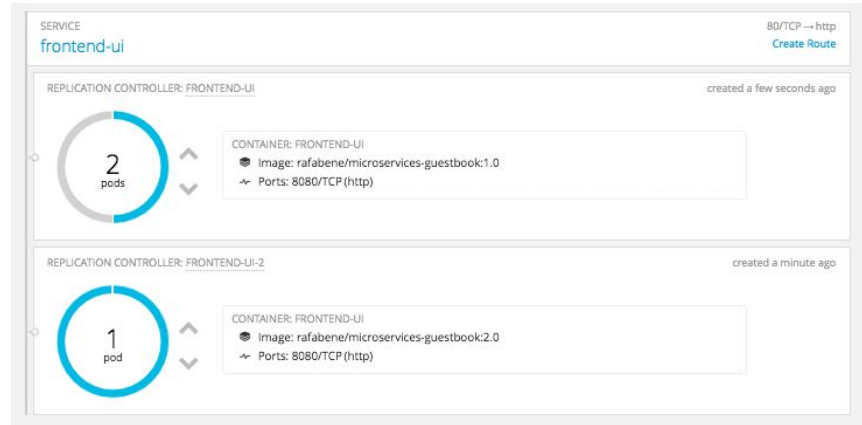 SERVICE
80/TCP → http
frontend-ui
Create Route
REPLICATION CONTROLLER: FRONTEND-UI
created a few seconds ago
2
pods
CONTAINER: FRONTEND-UI
Image: rafabene/microservices-guestbook:1.0
Ports: 8080/TCP (http)
REPLICATION CONTROLLER: FRONTEND-UI-2
created a minute ago
1
pod
CONTAINER: FRONTEND-UI
Image: rafabene/microservices-guestbook:2.0
Ports: 8080/TCP (http)